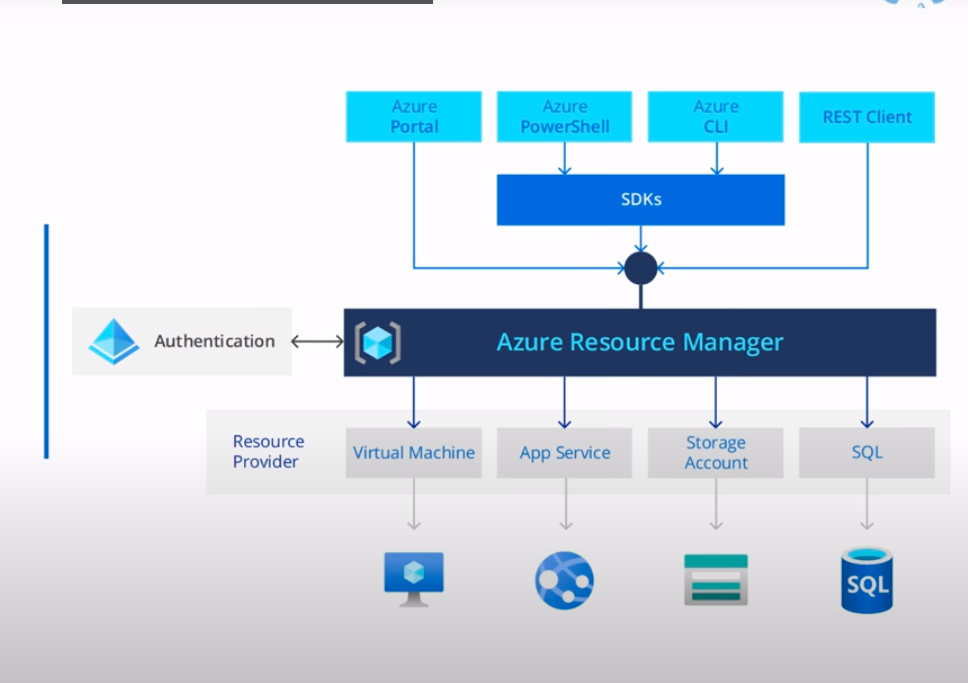 Azure
Portal
Azure
PowerShell
Azure
CLI
REST Client
SDKs
Authentication
Azure Resource Manager
Resource
Provider
Virtual Machine
App Service
Storage
Account
SQL
SQL